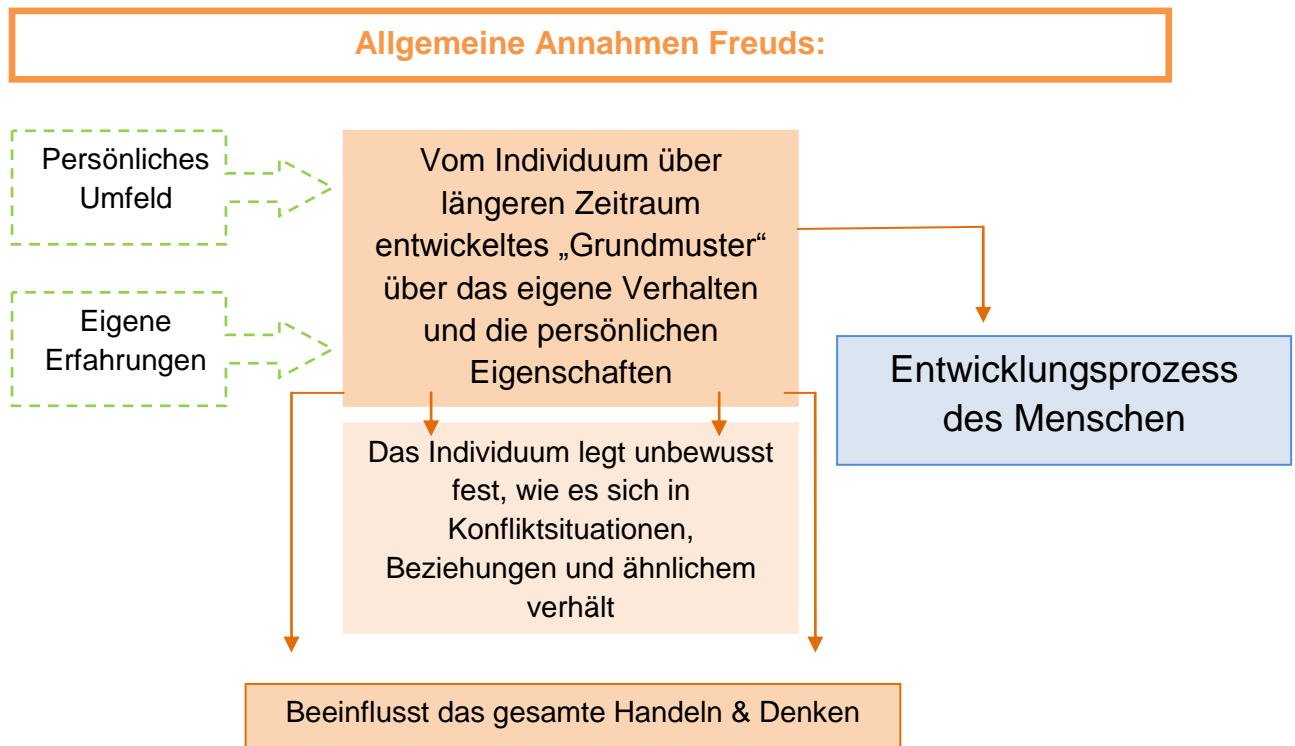 Allgemeine Annahmen Freuds:
Persönliches
Umfeld
Eigene
Erfahrungen
Vom Individuum über
längeren Zeitraum
entwickeltes „Grundmuster“
über das eigene Verhalten
und die persönlichen
Eigenschaften
Entwicklungsprozess
des Menschen
Das Individuum legt unbewusst
fest, wie es sich in
Konfliktsituationen,
Beziehungen und ähnlichem
verhält
Beeinflusst das gesamte Handeln & Denken